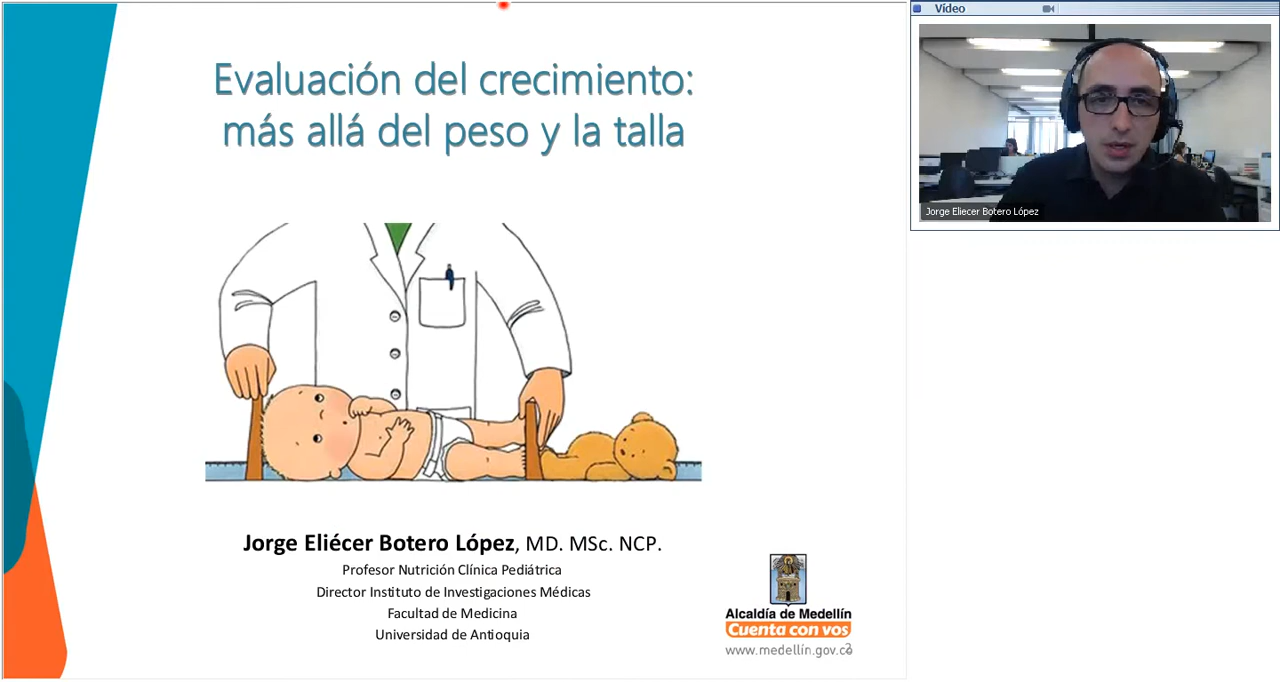 Evaluación del crecimiento:
más allá del peso y la talla
Jorge Eliécer Botero López, MD. MSc. NCP.
Profesor Nutrición Clínica Pediátrica
Director Instituto de Investigaciones Médicas
Facultad de Medicina
Universidad de Antioquia
Alcaldía de Medellín
Cuenta con vos
www.medellín.gov.co
Vídeo
Jorge Eliecer Botero López